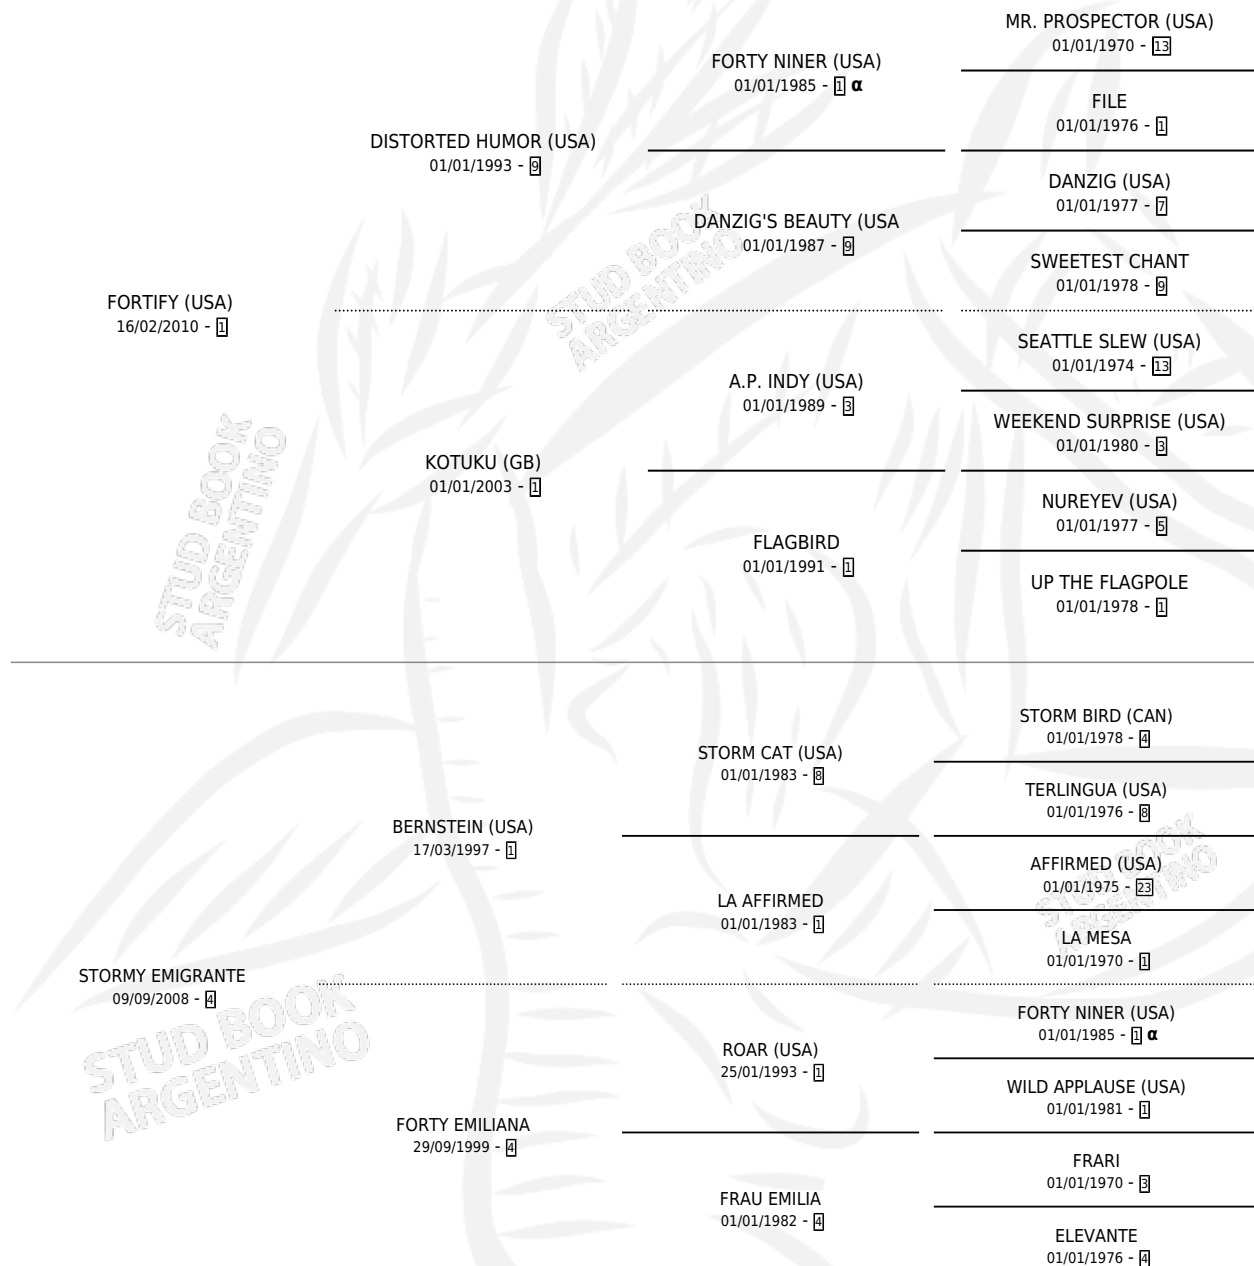 MR. PROSPECTOR (USA)
01/01/1970 - 13
FORTY NINER (USA)
01/01/1985 - 1 α
FILE
01/01/1976 - 1
DISTORTED HUMOR (USA)
01/01/1993 - 9
DANZIG (USA)
01/01/1977 - 7
DANZIG'S BEAUTY (USA
01/01/1987 - 9
SWEETEST CHANT
01/01/1978 - 9
FORTIFY (USA)
16/02/2010 - 1
STUD BOOK
ARGENTINO
SEATTLE SLEW (USA)
01/01/1974 - 13
A.P. INDY (USA)
01/01/1989 - 3
WEEKEND SURPRISE (USA)
01/01/1980 - 3
KOTUKU (GB)
01/01/2003 - 1
STUD BOOK
ARGENTINO
NUREYEV (USA)
01/01/1977 - 5
FLAGBIRD
01/01/1991 - 1
UP THE FLAGPOLE
01/01/1978 - 1
STORM BIRD (CAN)
01/01/1978 - 4
STORM CAT (USA)
01/01/1983 - 8
TERLINGUA (USA)
01/01/1976 - 8
BERNSTEIN (USA)
17/03/1997 - 1
AFFIRMED (USA)
01/01/1975 - 23
STUD BOOK
ARGENTINO
LA AFFIRMED
01/01/1983 - 1
LA MESA
01/01/1970 - 1
STORMY EMIGRANTE
09/09/2008 - 4
STUD BOOK
ARGENTINO
FORTY NINER (USA)
01/01/1985 - 1 α
ROAR (USA)
25/01/1993 - 1
WILD APPLAUSE (USA)
01/01/1981 - 1
FORTY EMILIANA
29/09/1999 - 4
FRARI
01/01/1970 - 3
FRAU EMILIA
01/01/1982 - 4
ELEVANTE
01/01/1976 - 4